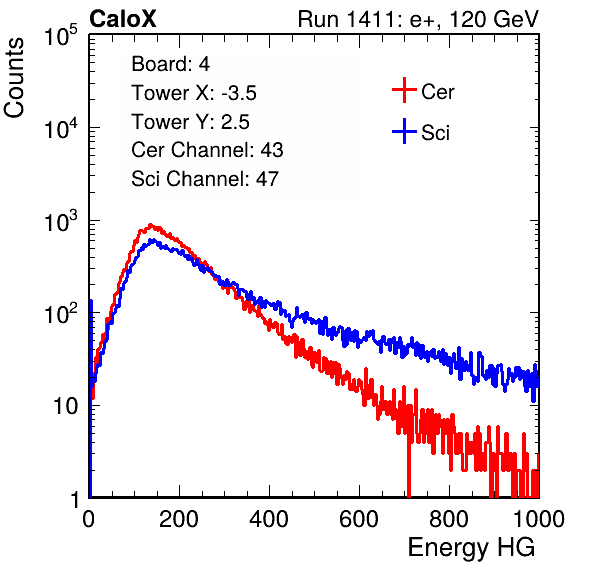 CaloX Run 1411: e+, 120 GeV
Counts
Board: 4
Tower X: -3.5
Tower Y: 2.5
Cer Channel: 43
Sci Channel: 47
Cer
Sci
10^5
10^4
10^3
10^2
10
1
0 200 400 600 800 1000
Energy HG